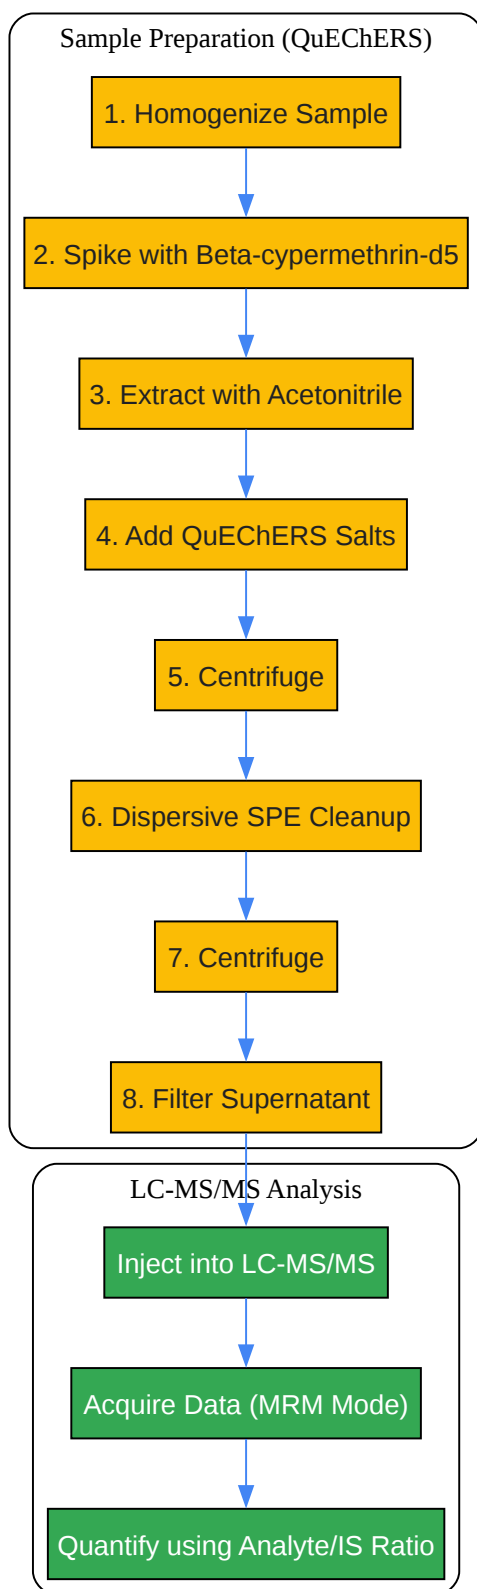 Sample Preparation (QuEChERS)
1. Homogenize Sample
2. Spike with Beta-cypermethrin-d5
3. Extract with Acetonitrile
4. Add QuEChERS Salts
5. Centrifuge
6. Dispersive SPE Cleanup
7. Centrifuge
8. Filter Supernatant
LC-MS/MS Analysis
Inject into LC-MS/MS
Acquire Data (MRM Mode)
Quantify using Analyte/IS Ratio